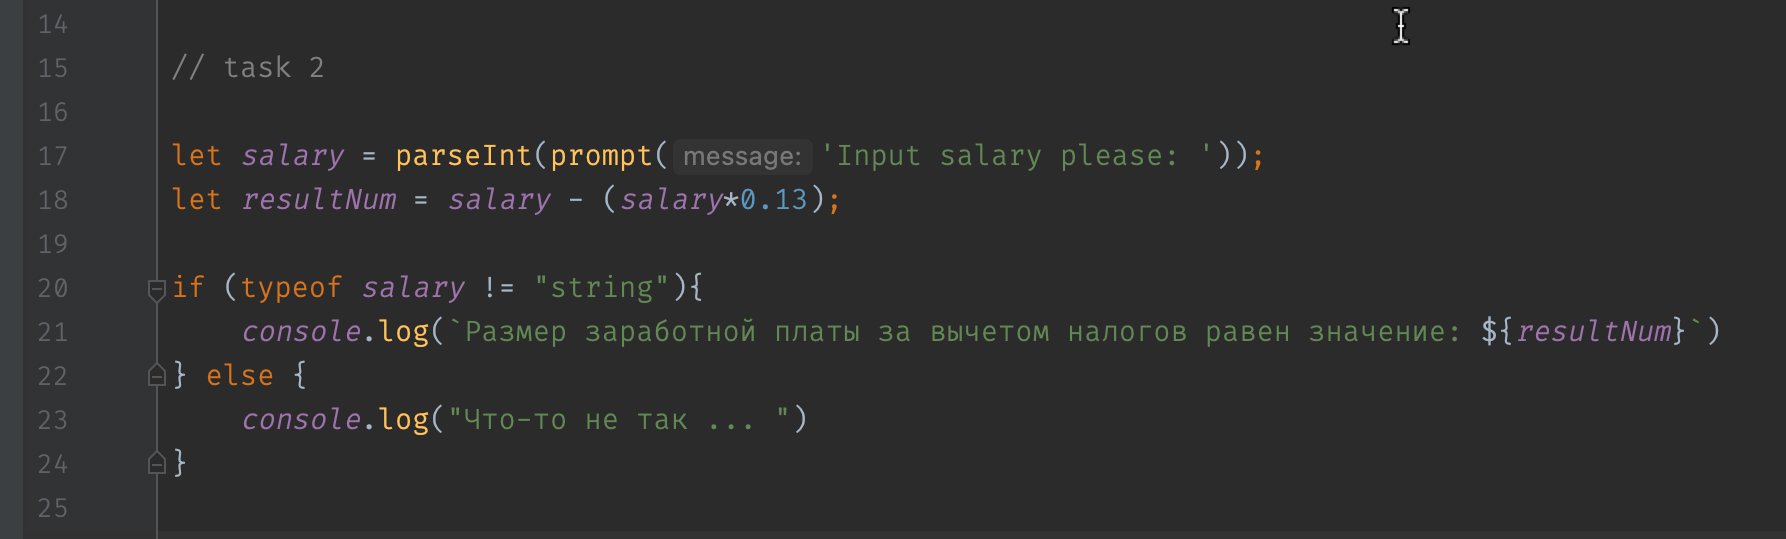 14
15 // task 2
16
17 let salary = parseInt(prompt( message: 'Input salary please: '));
18 let resultNum = salary - (salary*0.13);
19
20 if (typeof salary != "string"){
21 console.log(`Размер заработной платы за вычетом налогов равен значение: ${resultNum}`)
22 } else {
23 console.log("Что-то не так ... ")
24 }
25